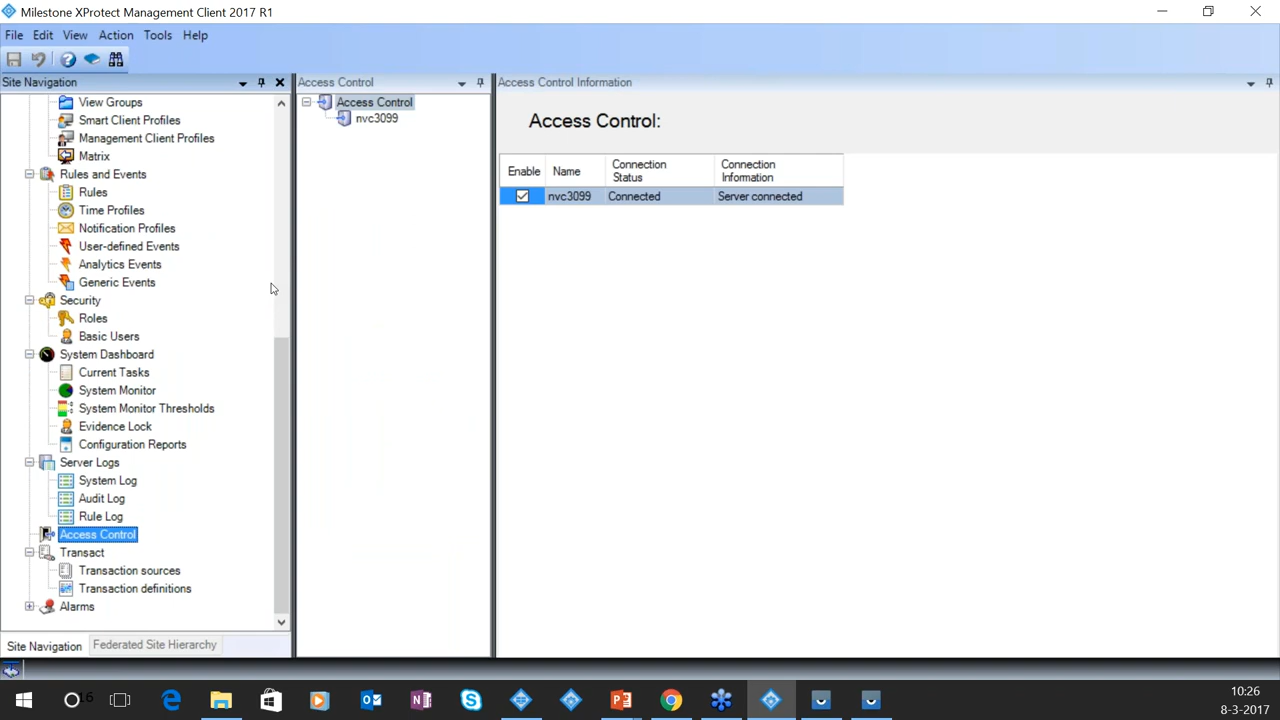 Milestone XProtect Management Client 2017 R1
File Edit View Action Tools Help
Site Navigation
View Groups
Smart Client Profiles
Management Client Profiles
Matrix
Rules and Events
Rules
Time Profiles
Notification Profiles
User-defined Events
Analytics Events
Generic Events
Security
Roles
Basic Users
System Dashboard
Current Tasks
System Monitor
System Monitor Thresholds
Evidence Lock
Configuration Reports
Server Logs
System Log
Audit Log
Rule Log
Access Control
Transact
Transaction sources
Transaction definitions
Alarms
Site Navigation Federated Site Hierarchy
Access Control
Access Control
nvc3099
Access Control Information
Access Control:
Enable Name Connection Status Connection Information
nvc3099 Connected Server connected
16
10:26
8-3-2017